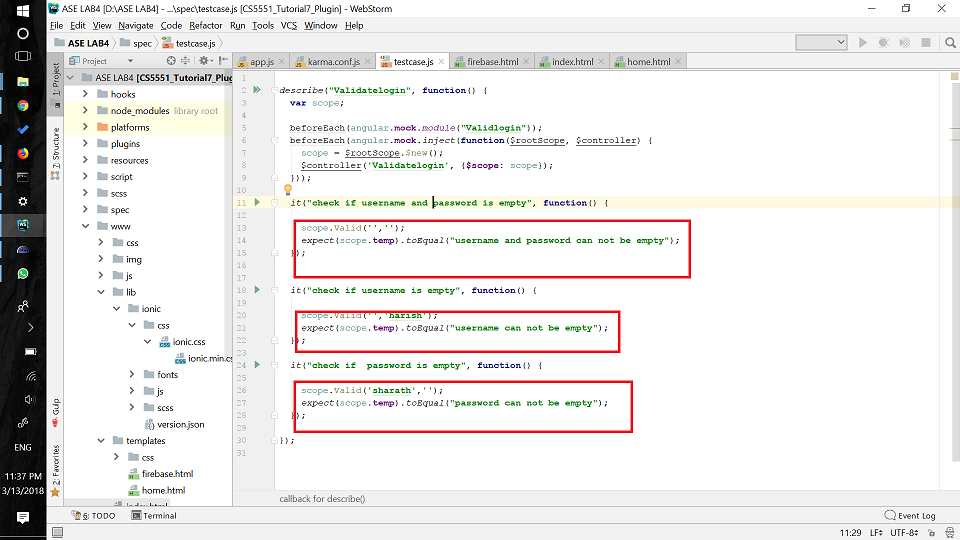 ASE LAB4 [D:\ASE LAB4] - ...\spec\testcase.js [CS5551_Tutorial7_Plugin] - WebStorm
File Edit View Navigate Code Refactor Run Tools VCS Window Help
ASE LAB4 spec testcase.js
Project
app.js karma.conf.js testcase.js firebase.html index.html home.html
1: Project
7: Structure
Gulp
2: Favorites
ASE LAB4 [CS5551_Tutorial7_Plug
hooks
node_modules library root
platforms
plugins
resources
script
scss
spec
www
css
img
js
lib
ionic
css
ionic.css
ionic.min.cs
fonts
js
scss
version.json
templates
css
firebase.html
home.html
index.html
1
2 describe("Validatelogin", function() {
3 var scope;
4
5 beforeEach(angular.mock.module("Validlogin"));
6 beforeEach(angular.mock.inject(function($rootScope, $controller) {
7 scope = $rootScope.$new();
8 $controller('Validatelogin', {$scope: scope});
9 }));
10
11 it("check if username and password is empty", function() {
12
13 scope.Valid('','');
14 expect(scope.temp).toEqual("username and password can not be empty");
15 });
16
17
18 it("check if username is empty", function() {
19
20 scope.Valid('','harish');
21 expect(scope.temp).toEqual("username can not be empty");
22 });
23
24 it("check if  password is empty", function() {
25
26 scope.Valid('sharath','');
27 expect(scope.temp).toEqual("password can not be empty");
28 });
29
30 });
31
callback for describe()
6: TODO Terminal Event Log
11:29 LF UTF-8
ENG
11:37 PM
3/13/2018